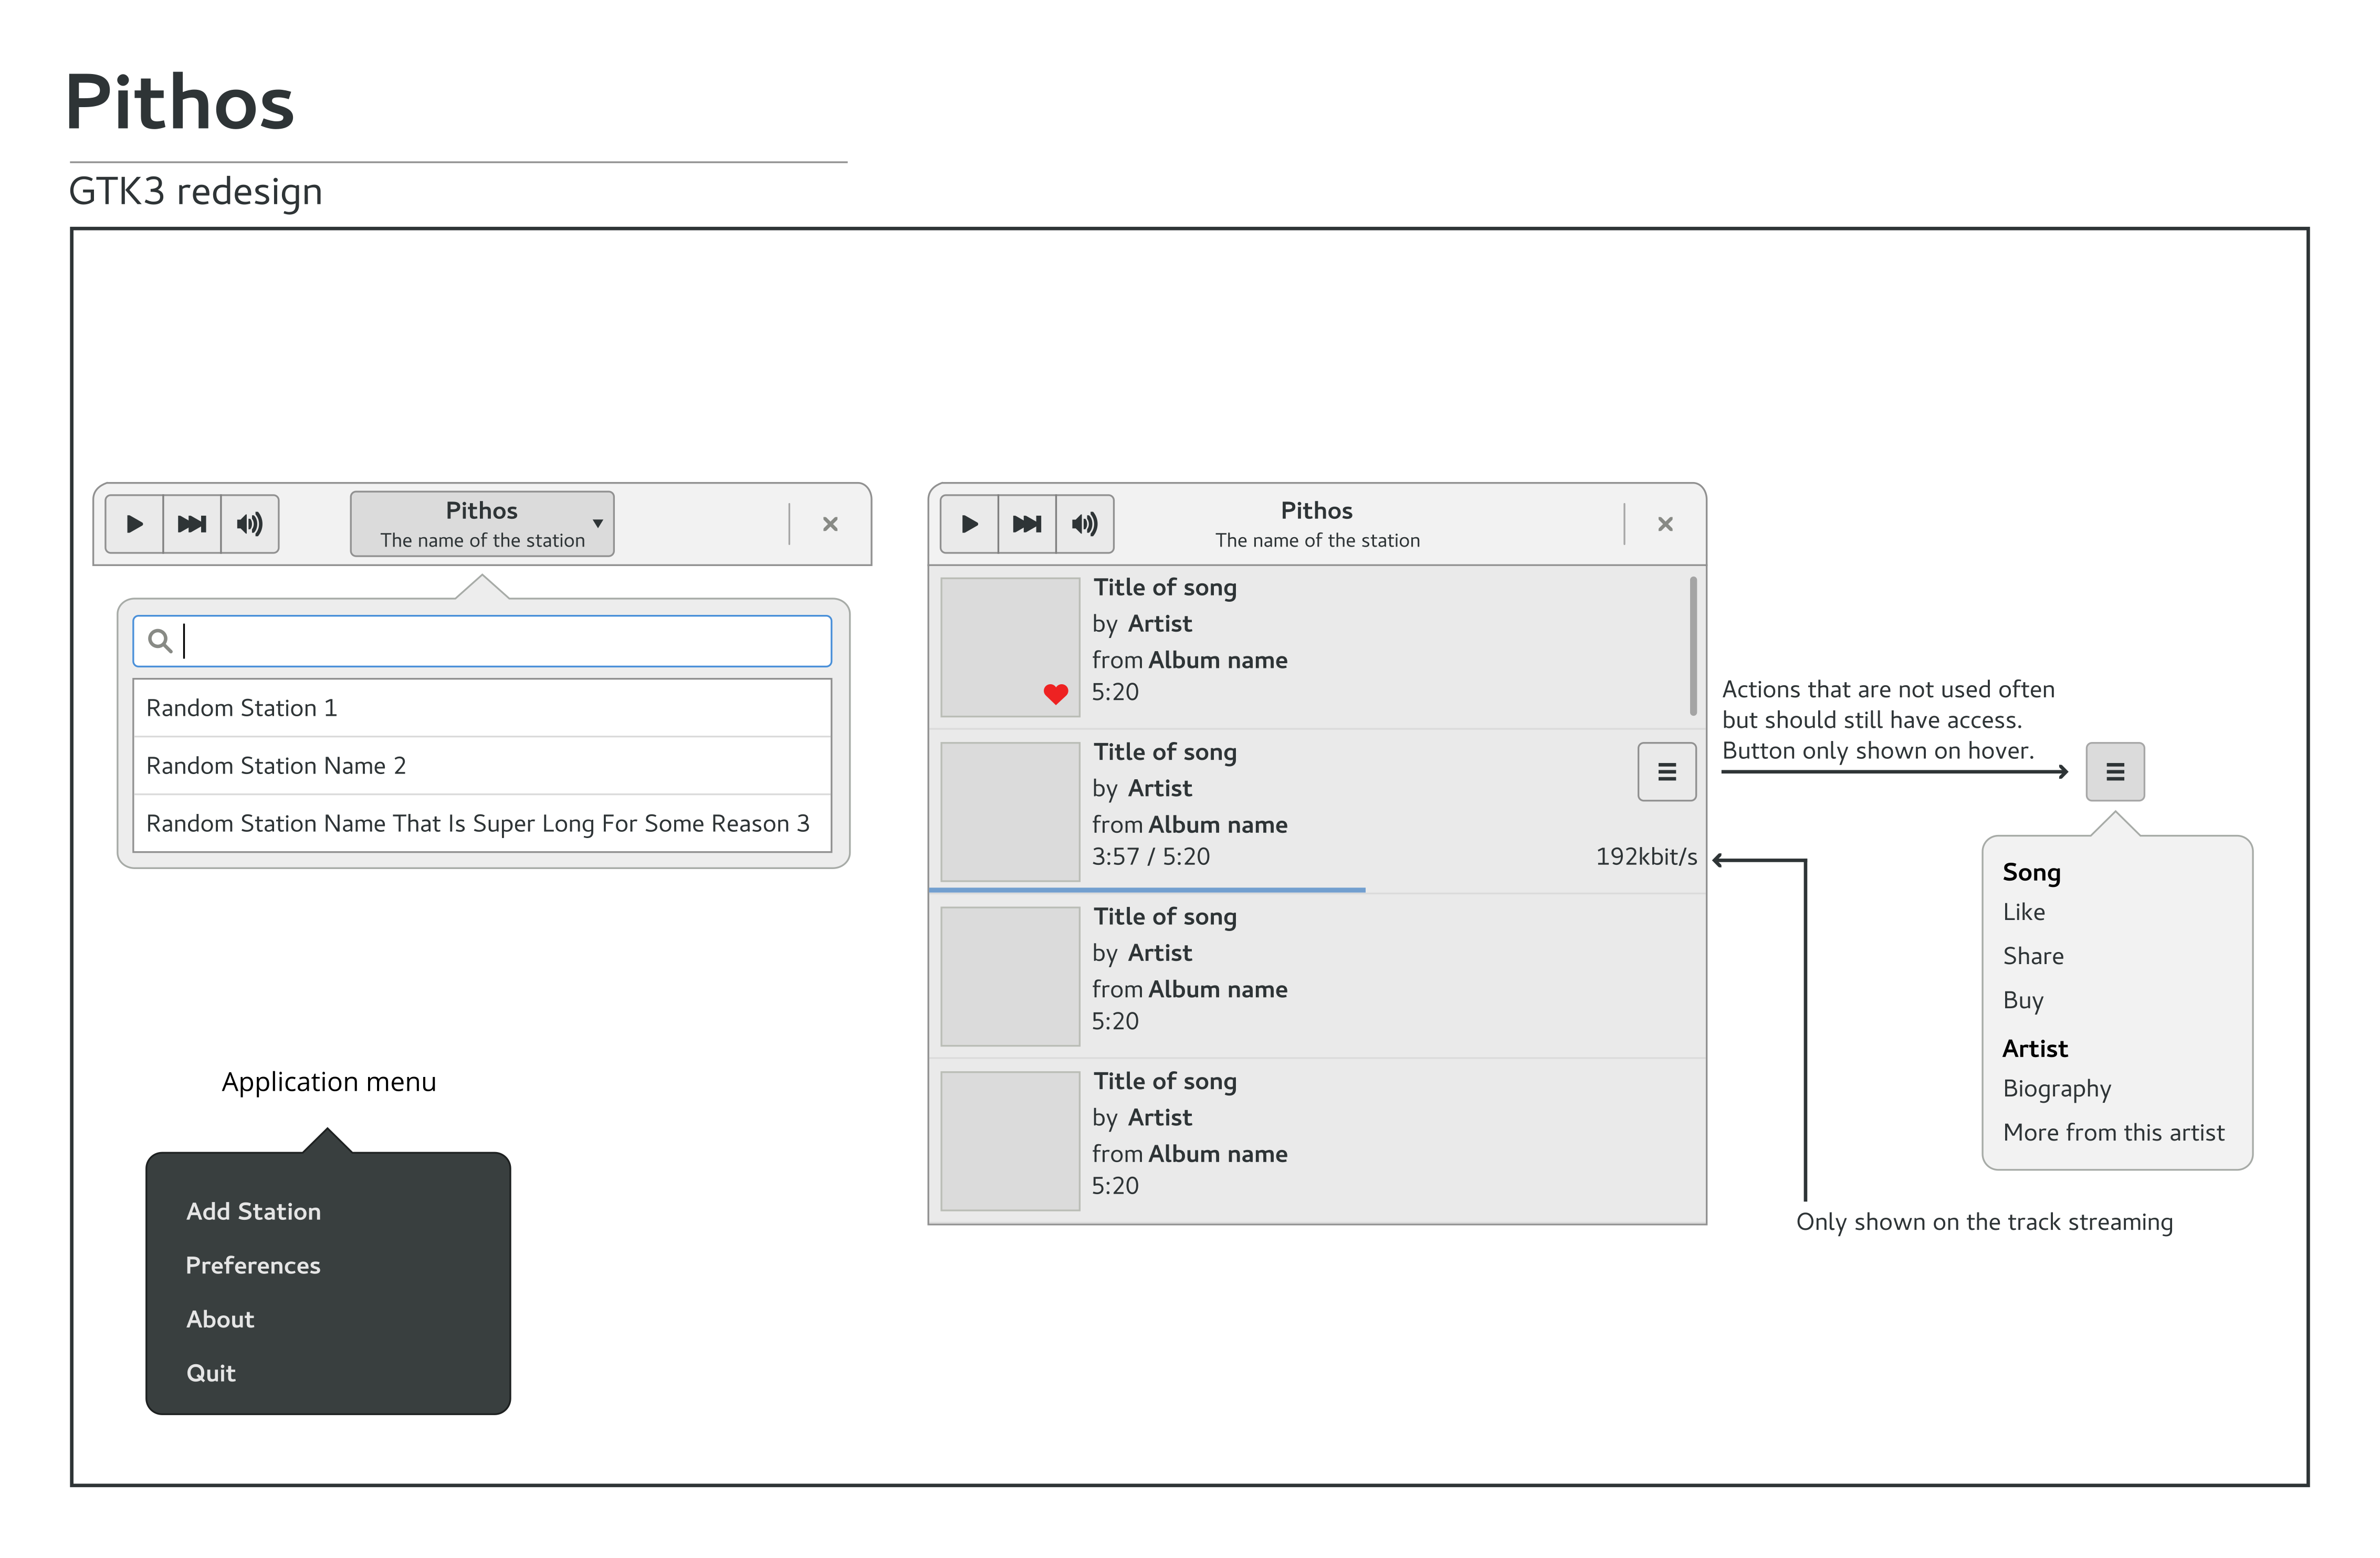 Pithos
GTK3 redesign
Pithos
The name of the station
Random Station 1
Random Station Name 2
Random Station Name That Is Super Long For Some Reason 3
Application menu
Add Station
Preferences
About
Quit
Pithos
The name of the station
Title of song
by Artist
from Album name
5:20
Title of song
by Artist
from Album name
3:57 / 5:20
192kbit/s
Title of song
by Artist
from Album name
5:20
Title of song
by Artist
from Album name
5:20
Actions that are not used often
but should still have access.
Button only shown on hover.
Song
Like
Share
Buy
Artist
Biography
More from this artist
Only shown on the track streaming